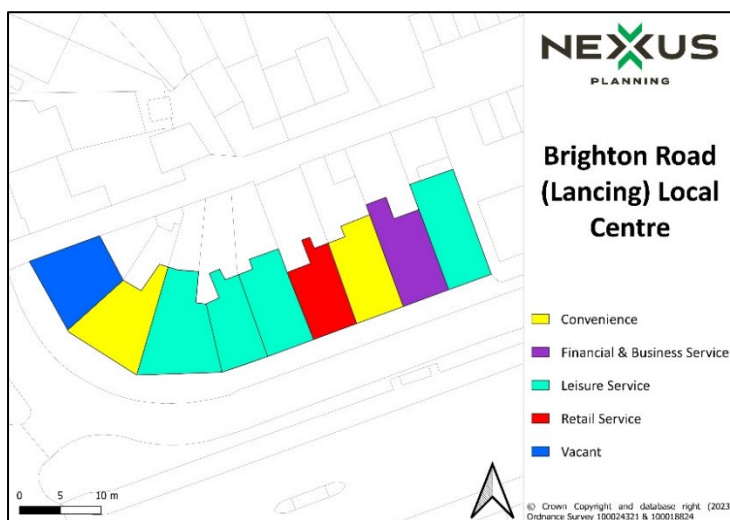 NEXUS
PLANNING
Brighton Road
(Lancing) Local
Centre
Convenience
Financial & Business Service
Leisure Service
Retail Service
Vacant
0 5 10 m
© Crown Copyright and database right (2023
Ordnance Survey 100024321 & 100018824